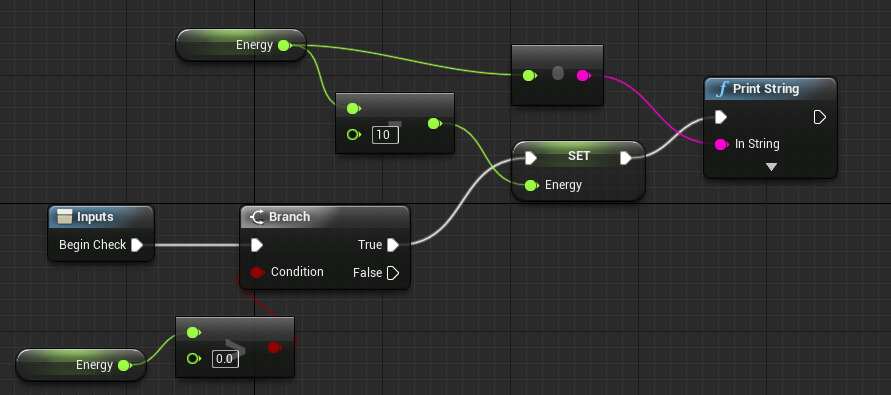 Energy
-
10
Print String
In String
SET
Energy
Inputs
Begin Check
Branch
True
Condition
False
>
0.0
Energy